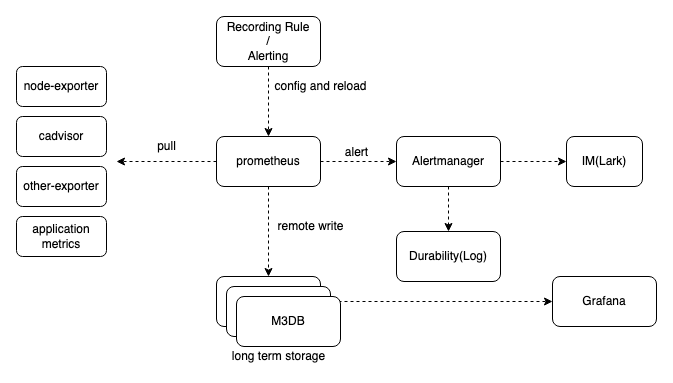 Recording Rule
/
Alerting
config and reload
node-exporter
cadvisor
other-exporter
application
metrics
pull
prometheus
alert
Alertmanager
IM(Lark)
remote write
Durability(Log)
M3DB
long term storage
Grafana